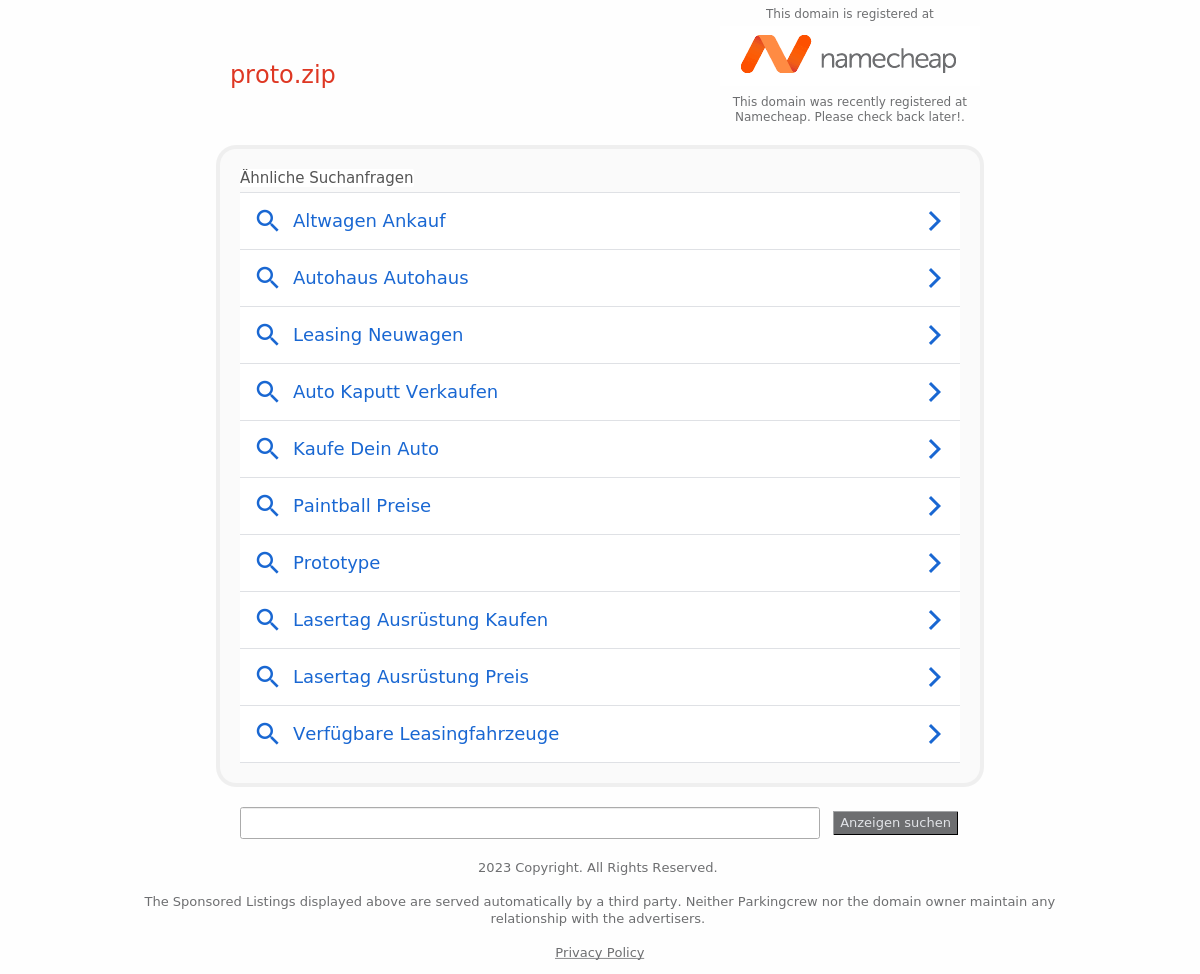 This domain is registered at
proto.zip
namecheap
This domain was recently registered at
Namecheap. Please check back later!.
Ähnliche Suchanfragen
Altwagen Ankauf
Autohaus Autohaus
Leasing Neuwagen
Auto Kaputt Verkaufen
Kaufe Dein Auto
Paintball Preise
Prototype
Lasertag Ausrüstung Kaufen
Lasertag Ausrüstung Preis
Verfügbare Leasingfahrzeuge
Anzeigen suchen
2023 Copyright. All Rights Reserved.
The Sponsored Listings displayed above are served automatically by a third party. Neither Parkingcrew nor the domain owner maintain any
relationship with the advertisers.
Privacy Policy